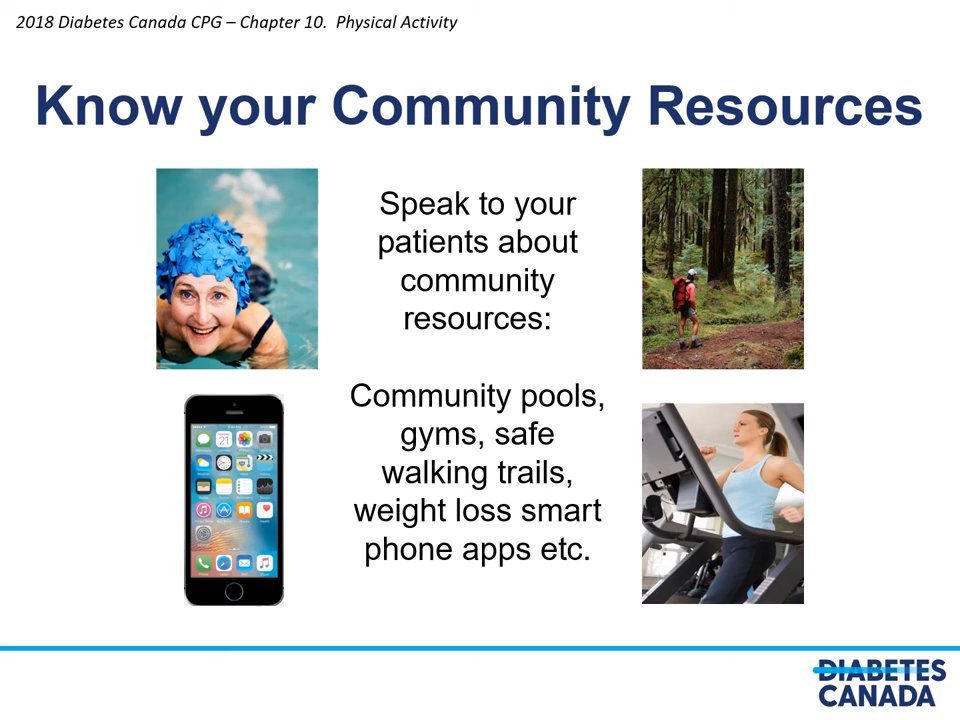 2018 Diabetes Canada CPG – Chapter 10.  Physical Activity
Know your Community Resources
Speak to your
patients about
community
resources:
Community pools,
gyms, safe
walking trails,
weight loss smart
phone apps etc.
DIABETES
CANADA